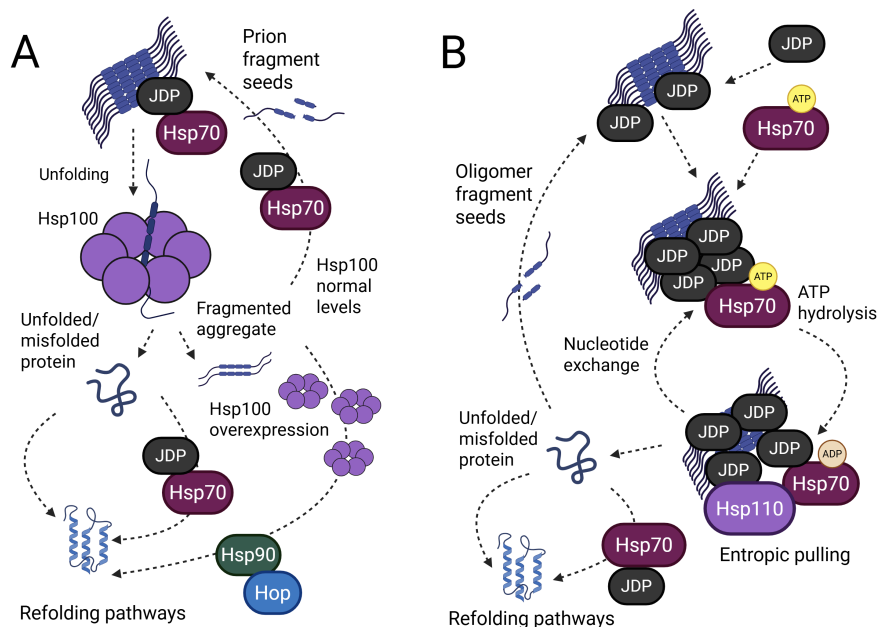 A
Prion
fragment
seeds
JDP
Hsp70
Unfolding
JDP
Hsp70
Hsp100
Hsp100
normal
levels
Fragmented
aggregate
Unfolded/
misfolded
protein
Hsp100
overexpression
JDP
Hsp70
Hsp90
Hop
Refolding pathways
B
JDP
JDP
JDP
ATP
Hsp70
Oligomer
fragment
seeds
JDP
JDP
JDP
JDP
ATP
Hsp70
ATP
hydrolysis
Nucleotide
exchange
JDP
JDP
JDP
JDP
ADP
Hsp70
Hsp110
Entropic pulling
Unfolded/
misfolded
protein
Hsp70
JDP
Refolding pathways